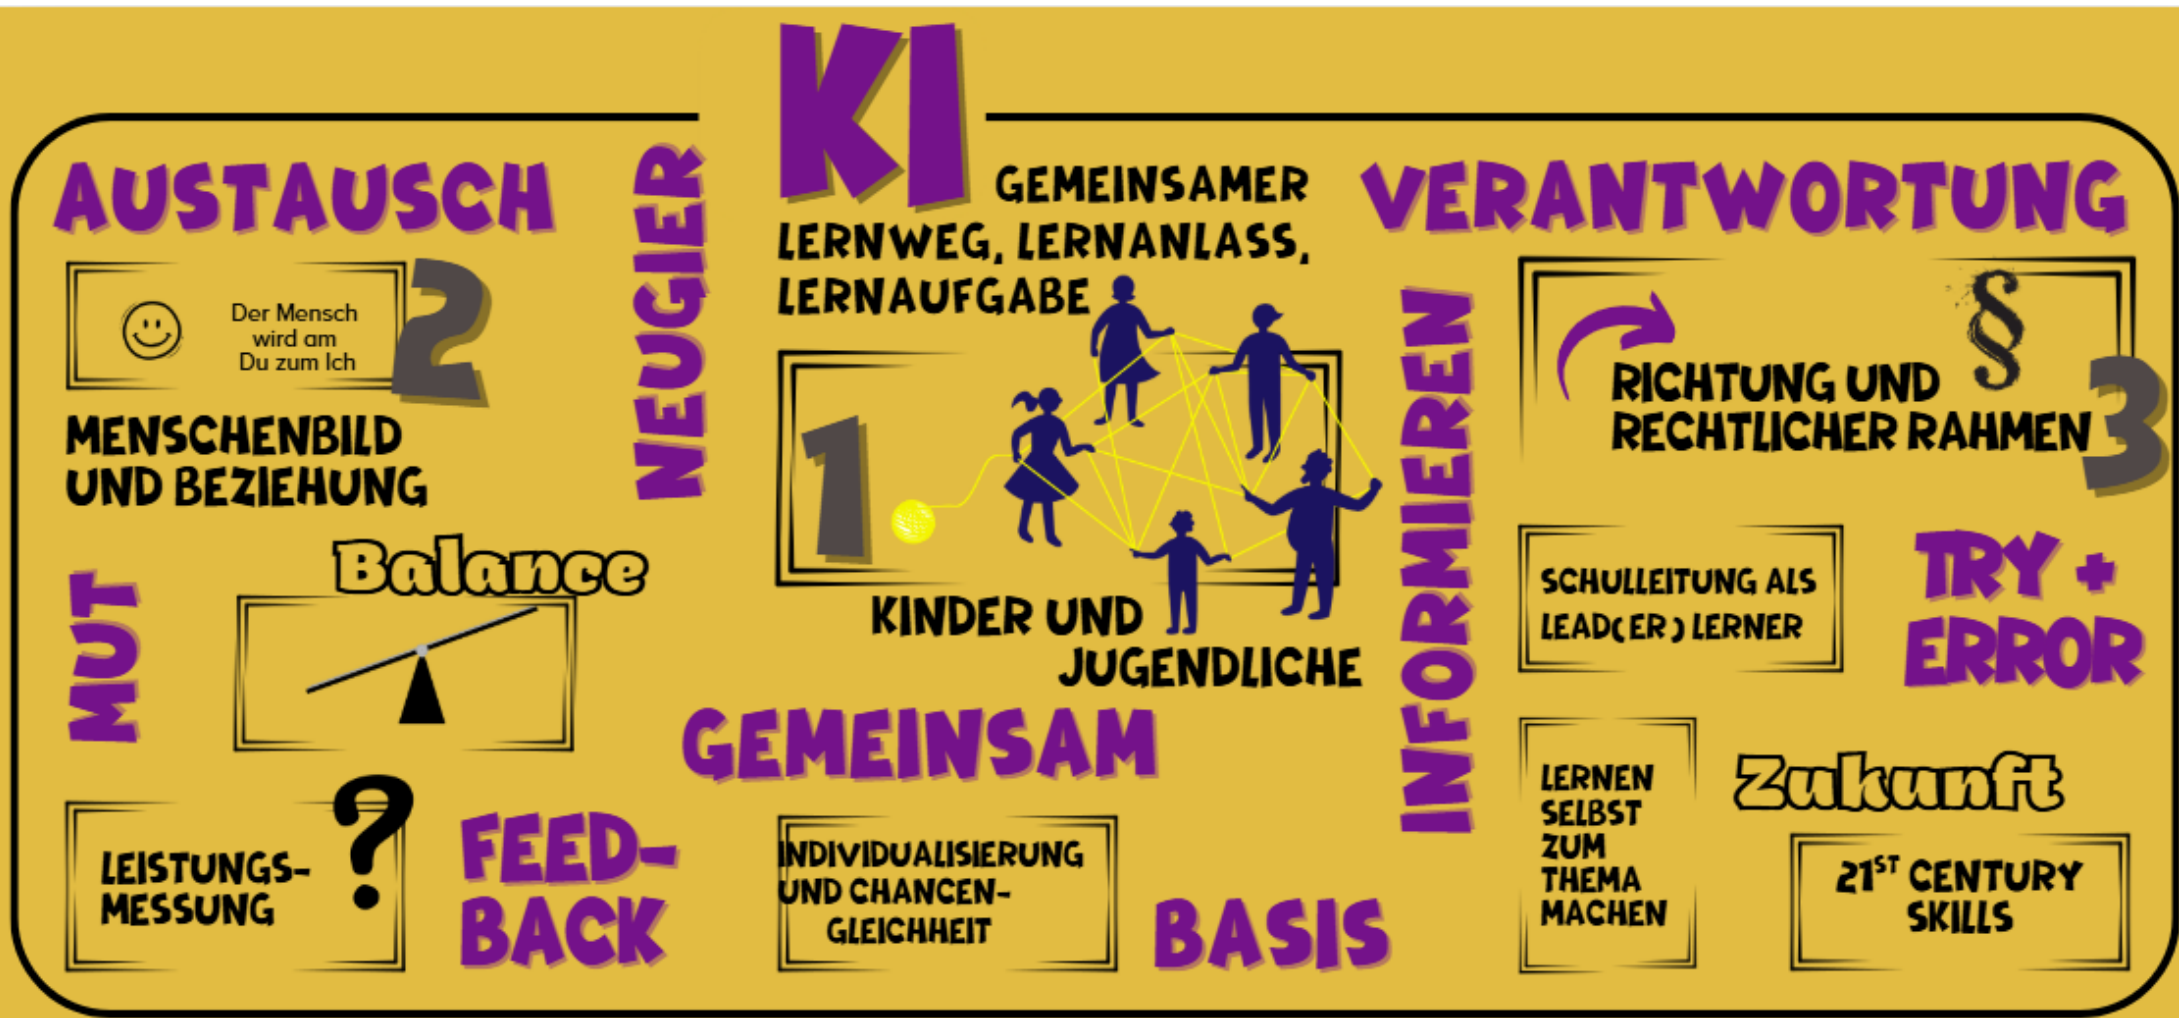 KI
GEMEINSAMER
LERNWEG, LERNANLASS,
LERNAUFGABE
AUSTAUSCH
Der Mensch
wird am
Du zum Ich
2
MENSCHENBILD
UND BEZIEHUNG
NEUGIER
1
KINDER UND
JUGENDLICHE
VERANTWORTUNG
§
RICHTUNG UND
RECHTLICHER RAHMEN
3
INFORMIEREN
MUT
Balance
SCHULLEITUNG ALS
LEAD(ER) LERNER
TRY +
ERROR
GEMEINSAM
LEISTUNGS-
MESSUNG
?
FEED-
BACK
INDIVIDUALISIERUNG
UND CHANCEN-
GLEICHHEIT
BASIS
LERNEN
SELBST
ZUM
THEMA
MACHEN
Zukunft
21ST CENTURY
SKILLS